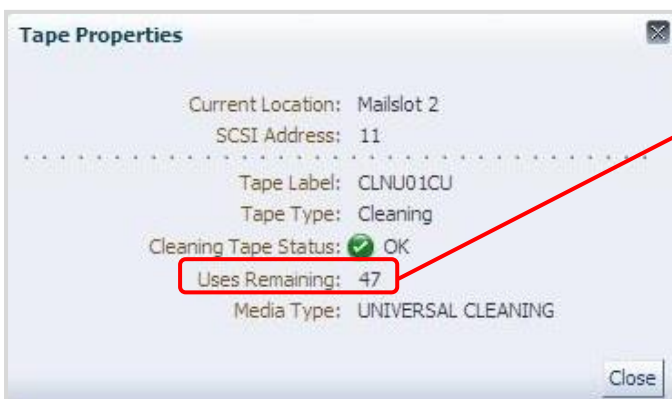 Tape Properties
Current Location: Mailslot 2
SCSI Address: 11
Tape Label: CLNU01CU
Tape Type: Cleaning
Cleaning Tape Status: OK
Uses Remaining: 47
Media Type: UNIVERSAL CLEANING
Close